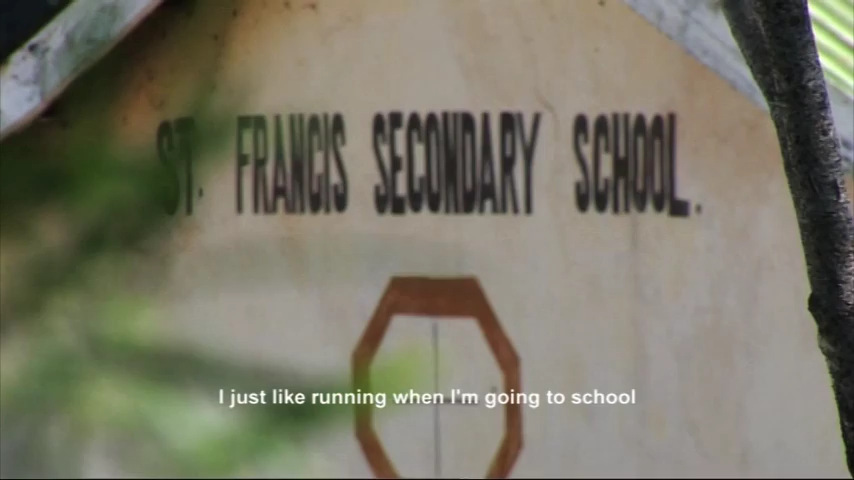 ST. FRANCIS SECONDARY SCHOOL.
I just like running when I'm going to school